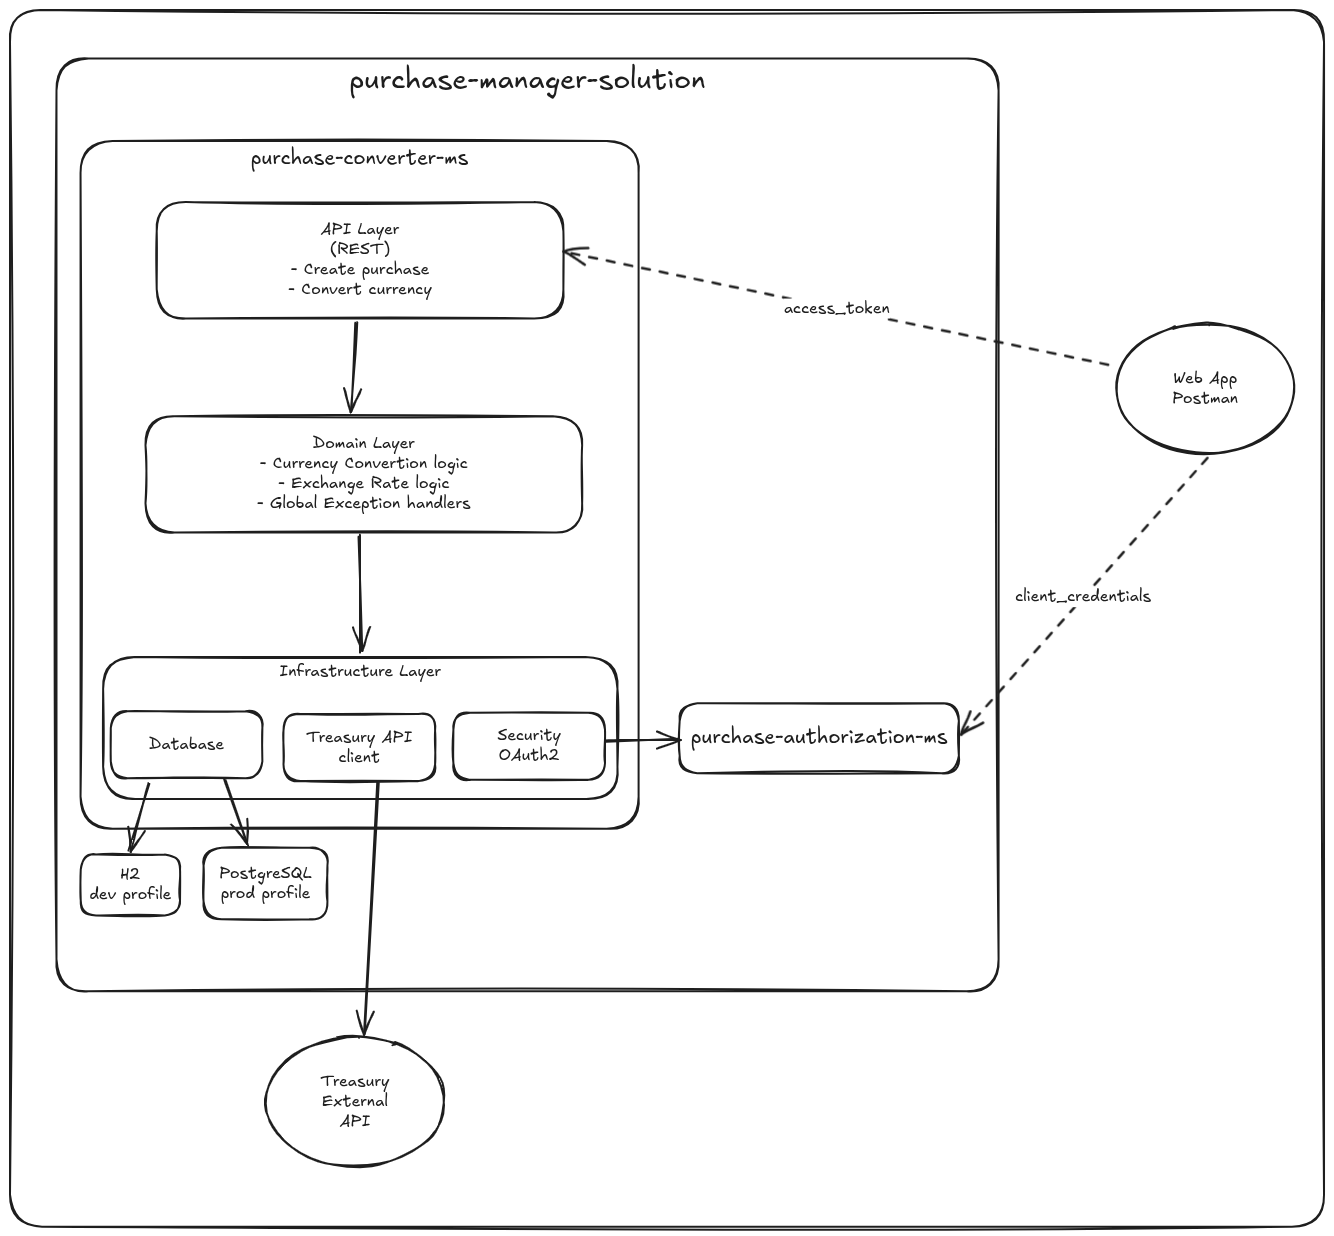 purchase-manager-solution
purchase-converter-ms
API Layer
(REST)
- Create purchase
- Convert currency
access_token
Web App
Postman
Domain Layer
- Currency Convertion logic
- Exchange Rate logic
- Global Exception handlers
client_credentials
Infrastructure Layer
Database
Treasury API
client
Security
OAuth2
purchase-authorization-ms
H2
dev profile
PostgreSQL
prod profile
Treasury
External
API